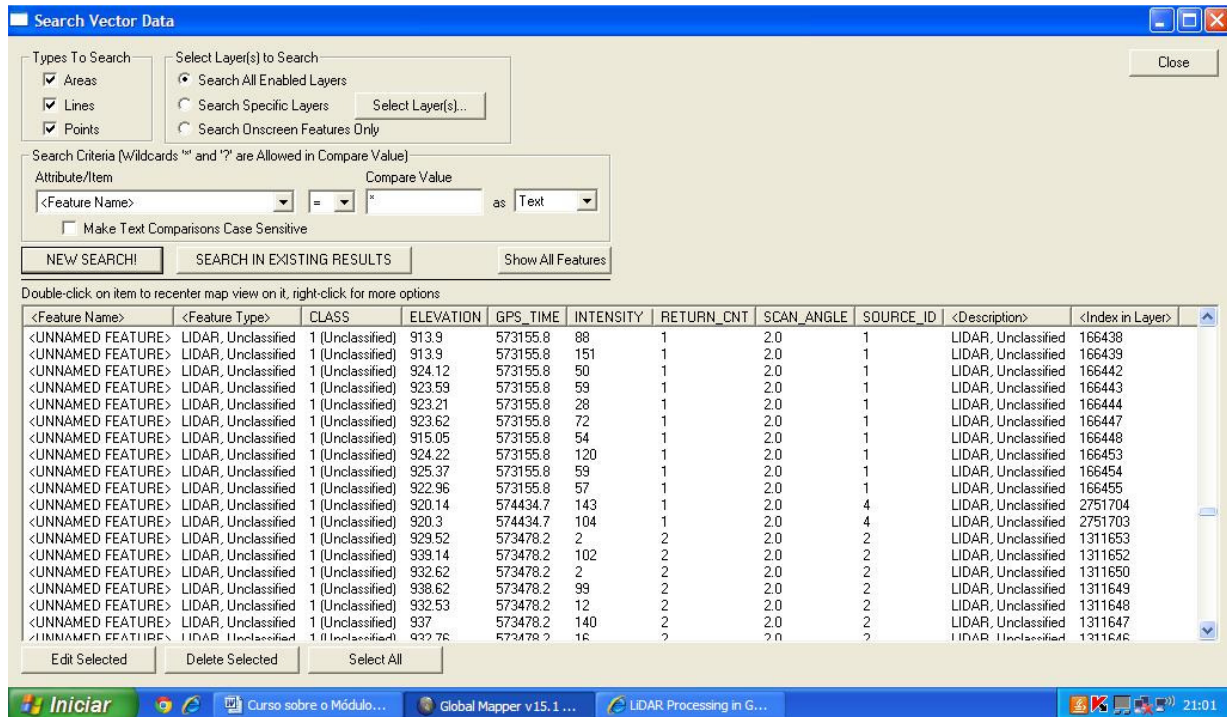 Search Vector Data
Types To Search
Areas
Lines
Points
Select Layer(s) to Search
Search All Enabled Layers
Search Specific Layers Select Layer(s)...
Search Onscreen Features Only
Close
Search Criteria (Wildcards '*' and '?' are Allowed in Compare Value)
Attribute/Item Compare Value
<Feature Name> = * as Text
Make Text Comparisons Case Sensitive
NEW SEARCH! SEARCH IN EXISTING RESULTS Show All Features
Double-click on item to recenter map view on it, right-click for more options
<Feature Name> <Feature Type> CLASS ELEVATION GPS_TIME INTENSITY RETURN_CNT SCAN_ANGLE SOURCE_ID <Description> <Index in Layer>
<UNNAMED FEATURE> LIDAR, Unclassified 1 (Unclassified) 913.9 573155.8 88 1 2.0 1 LIDAR, Unclassified 166438
<UNNAMED FEATURE> LIDAR, Unclassified 1 (Unclassified) 913.9 573155.8 151 1 2.0 1 LIDAR, Unclassified 166439
<UNNAMED FEATURE> LIDAR, Unclassified 1 (Unclassified) 924.12 573155.8 50 1 2.0 1 LIDAR, Unclassified 166442
<UNNAMED FEATURE> LIDAR, Unclassified 1 (Unclassified) 923.59 573155.8 59 1 2.0 1 LIDAR, Unclassified 166443
<UNNAMED FEATURE> LIDAR, Unclassified 1 (Unclassified) 923.21 573155.8 28 1 2.0 1 LIDAR, Unclassified 166444
<UNNAMED FEATURE> LIDAR, Unclassified 1 (Unclassified) 923.62 573155.8 72 1 2.0 1 LIDAR, Unclassified 166447
<UNNAMED FEATURE> LIDAR, Unclassified 1 (Unclassified) 915.05 573155.8 54 1 2.0 1 LIDAR, Unclassified 166448
<UNNAMED FEATURE> LIDAR, Unclassified 1 (Unclassified) 924.22 573155.8 120 1 2.0 1 LIDAR, Unclassified 166453
<UNNAMED FEATURE> LIDAR, Unclassified 1 (Unclassified) 925.37 573155.8 59 1 2.0 1 LIDAR, Unclassified 166454
<UNNAMED FEATURE> LIDAR, Unclassified 1 (Unclassified) 922.96 573155.8 57 1 2.0 1 LIDAR, Unclassified 166455
<UNNAMED FEATURE> LIDAR, Unclassified 1 (Unclassified) 920.14 574434.7 143 1 2.0 4 LIDAR, Unclassified 2751704
<UNNAMED FEATURE> LIDAR, Unclassified 1 (Unclassified) 920.3 574434.7 104 1 2.0 4 LIDAR, Unclassified 2751703
<UNNAMED FEATURE> LIDAR, Unclassified 1 (Unclassified) 929.52 573478.2 2 2 2.0 2 LIDAR, Unclassified 1311653
<UNNAMED FEATURE> LIDAR, Unclassified 1 (Unclassified) 939.14 573478.2 102 2 2.0 2 LIDAR, Unclassified 1311652
<UNNAMED FEATURE> LIDAR, Unclassified 1 (Unclassified) 932.62 573478.2 2 2 2.0 2 LIDAR, Unclassified 1311650
<UNNAMED FEATURE> LIDAR, Unclassified 1 (Unclassified) 938.62 573478.2 99 2 2.0 2 LIDAR, Unclassified 1311649
<UNNAMED FEATURE> LIDAR, Unclassified 1 (Unclassified) 932.53 573478.2 12 2 2.0 2 LIDAR, Unclassified 1311648
<UNNAMED FEATURE> LIDAR, Unclassified 1 (Unclassified) 937 573478.2 140 2 2.0 2 LIDAR, Unclassified 1311647
<UNNAMED FEATURE> LIDAR, Unclassified 1 (Unclassified) 932.76 573478.2 16 2 2.0 2 LIDAR, Unclassified 1311646
Edit Selected Delete Selected Select All
Iniciar Curso sobre o Módulo... Global Mapper v15.1 ... LiDAR Processing in G... 21:01